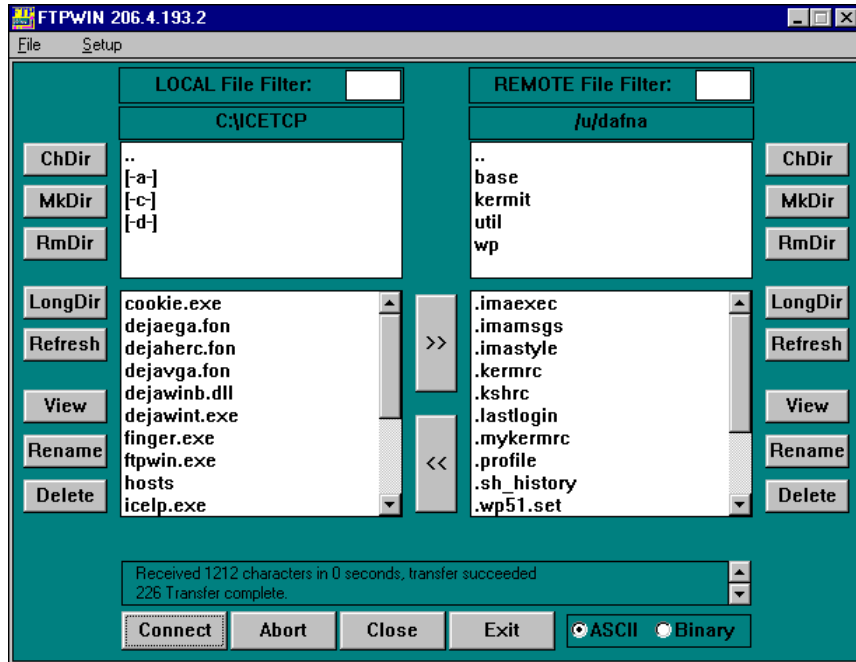 FTPWIN 206.4.193.2
File Setup
LOCAL File Filter:
REMOTE File Filter:
C:\ICETCP
/u/dafna
ChDir
MkDir
RmDir
..
[-a-]
[-c-]
[-d-]
..
base
kermit
util
wp
ChDir
MkDir
RmDir
LongDir
Refresh
View
Rename
Delete
cookie.exe
dejaega.fon
dejaherc.fon
dejavga.fon
dejawinb.dll
dejawint.exe
finger.exe
ftpwin.exe
hosts
icelp.exe
>>
<<
.imaexec
.imamsgs
.imastyle
.kermrc
.kshrc
.lastlogin
.mykermrc
.profile
.sh_history
.wp51.set
LongDir
Refresh
View
Rename
Delete
Received 1212 characters in 0 seconds, transfer succeeded
226 Transfer complete.
Connect Abort Close Exit ASCII Binary